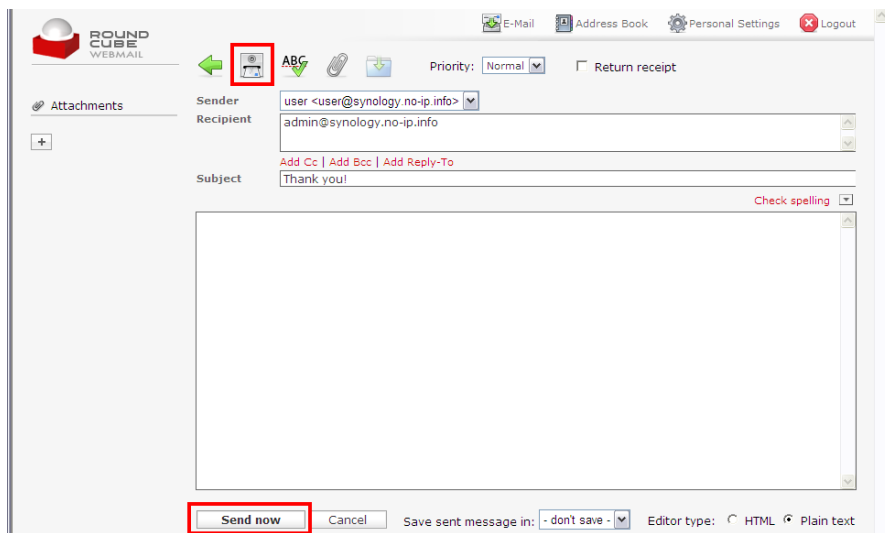 ROUND
CUBE
WEBMAIL
E-Mail Address Book Personal Settings Logout
ABC
Priority: Normal Return receipt
Attachments
Sender user <user@synology.no-ip.info>
Recipient admin@synology.no-ip.info
+
Add Cc | Add Bcc | Add Reply-To
Subject Thank you!
Check spelling
Send now Cancel Save sent message in: - don't save - Editor type: HTML Plain text